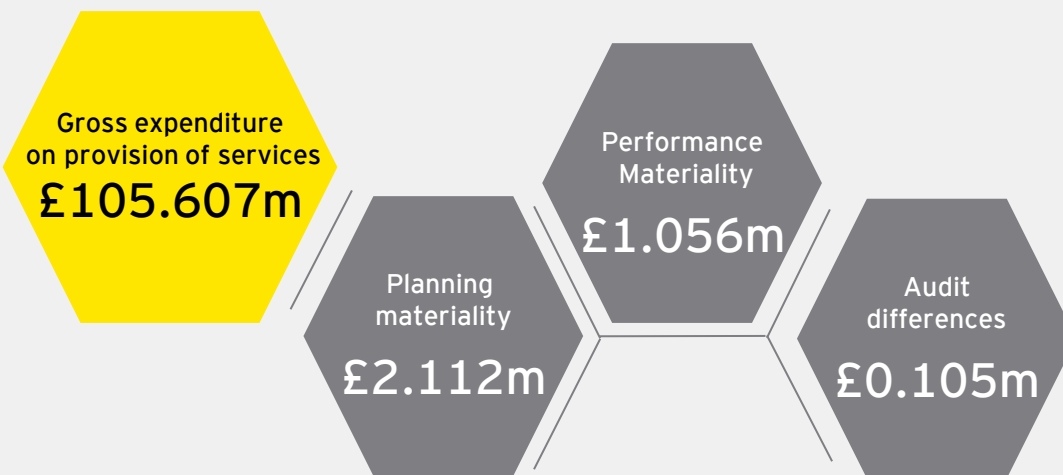 Gross expenditure
on provision of services
£105.607m
Planning
materiality
£2.112m
Performance
Materiality
£1.056m
Audit
differences
£0.105m